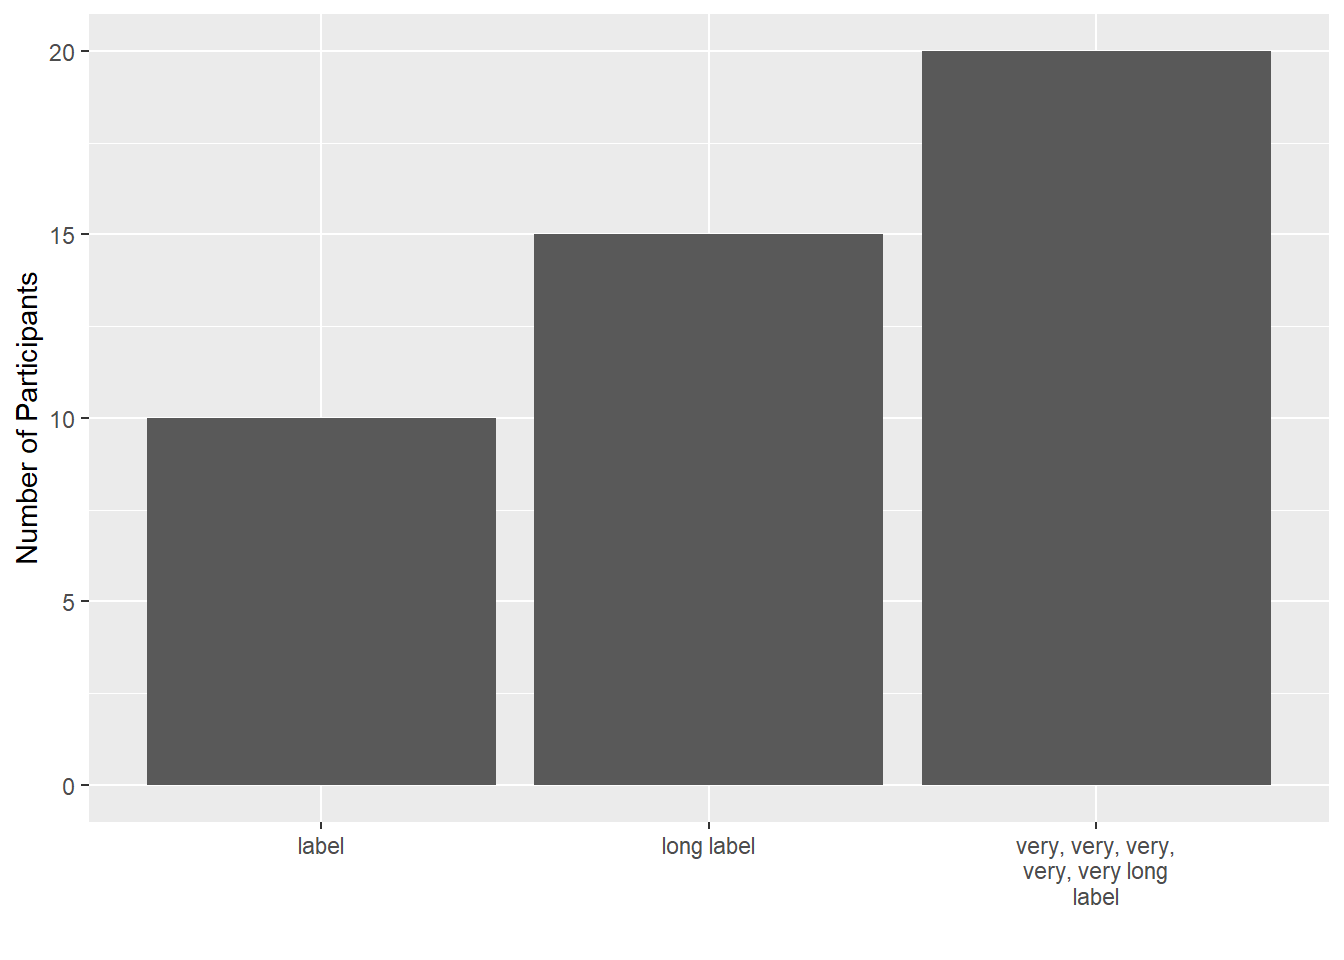 20
15
10
5
0
Number of Participants
label
long label
very, very, very,
very, very long
label